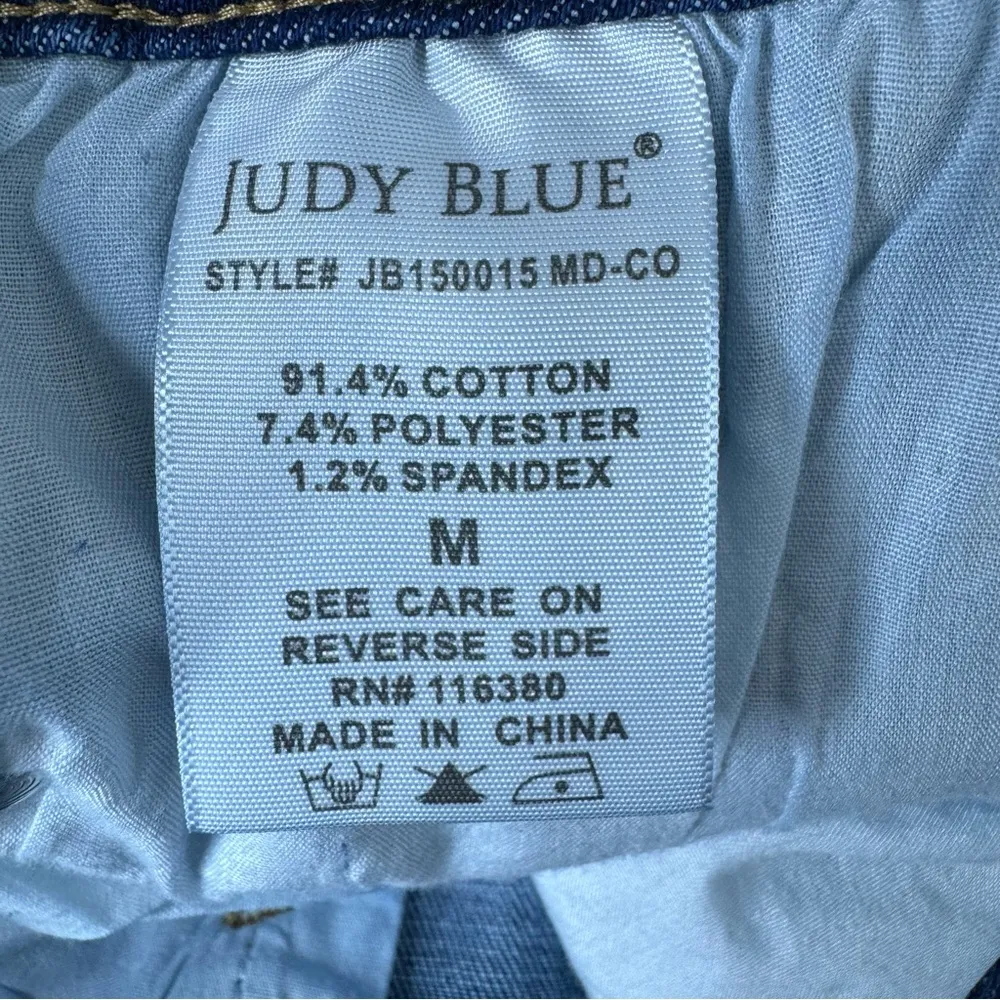 JUDY BLUE®
STYLE# JB150015 MD-CO
91.4% COTTON
7.4% POLYESTER
1.2% SPANDEX
M
SEE CARE ON
REVERSE SIDE
RN# 116380
MADE IN CHINA